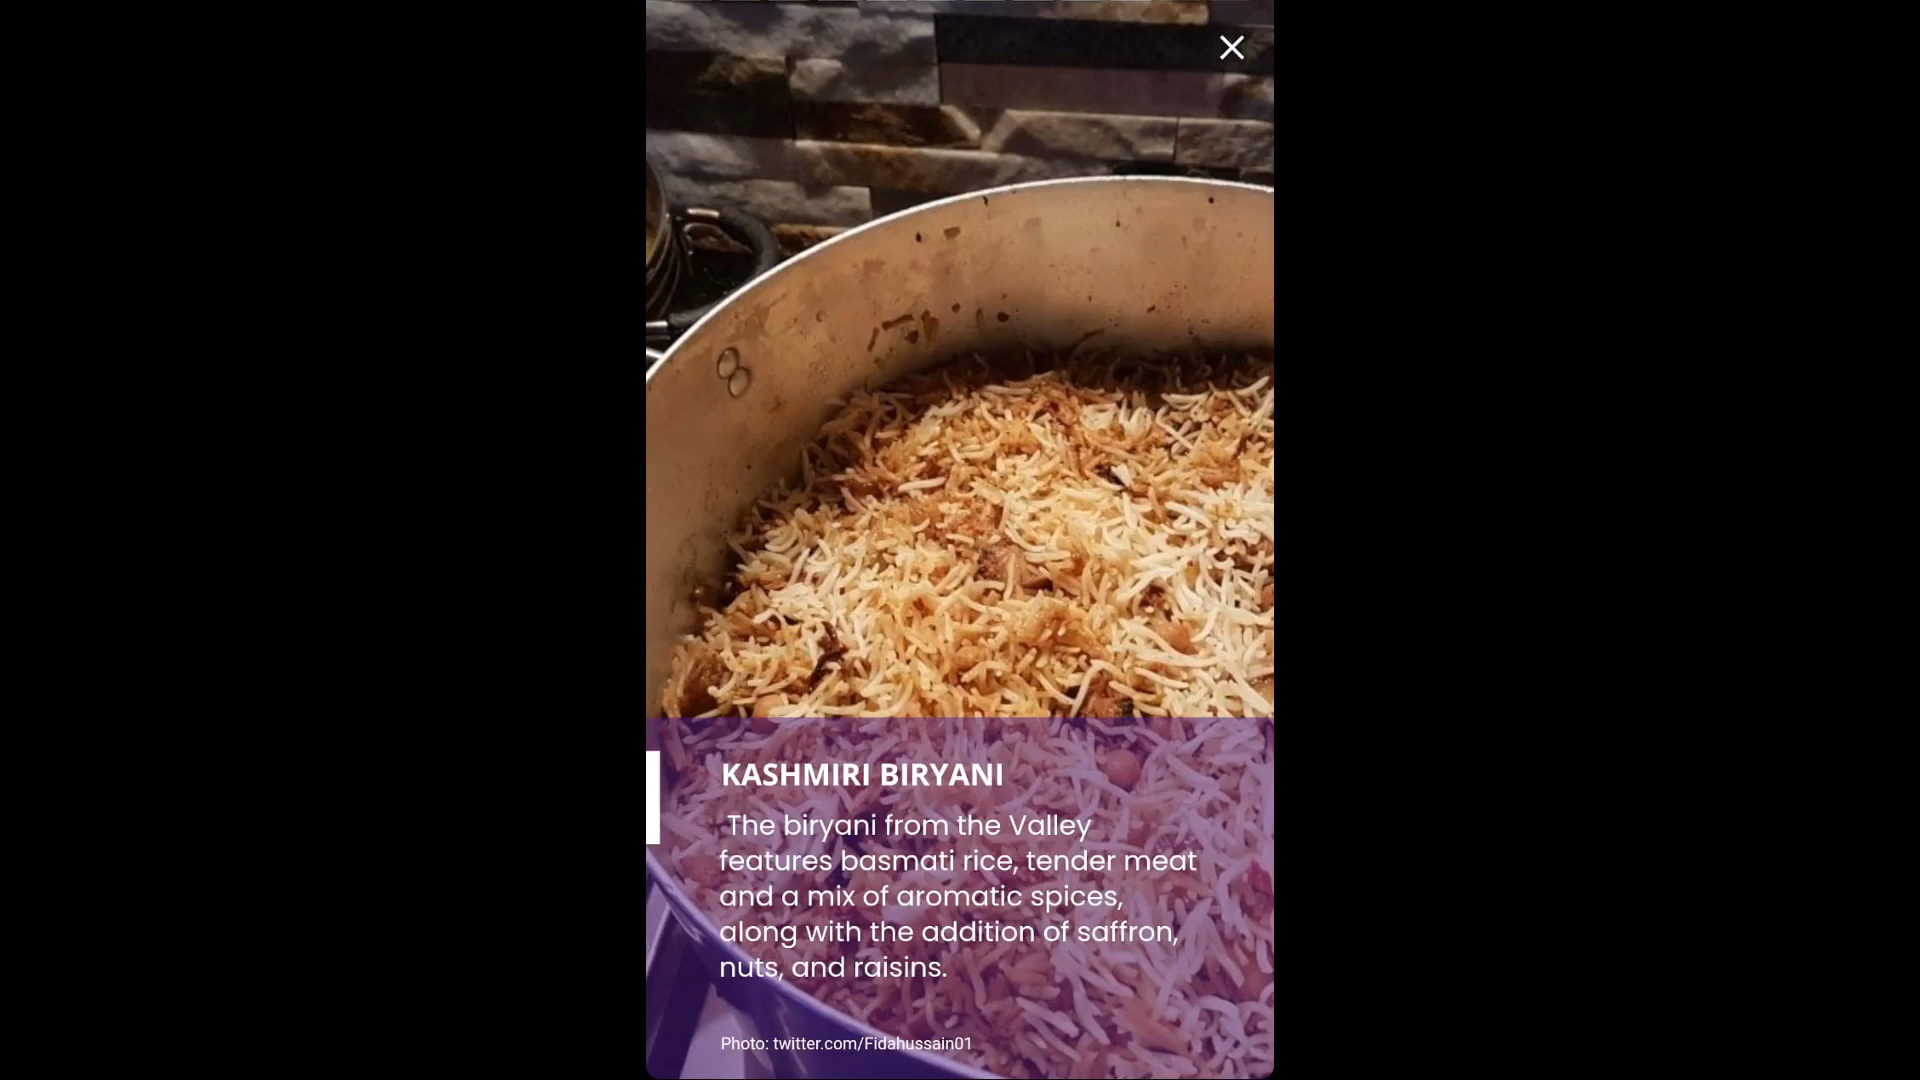 KASHMIRI BIRYANI
The biryani from the Valley
features basmati rice, tender meat
and a mix of aromatic spices,
along with the addition of saffron,
nuts, and raisins.
Photo: twitter.com/Fidahussain01